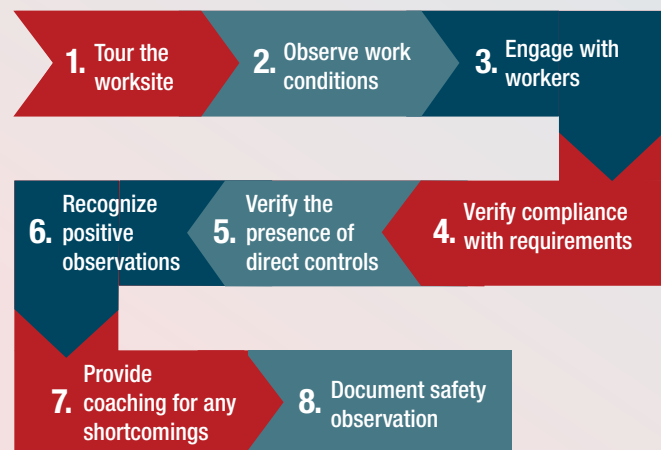 1. Tour the
worksite
2. Observe work
conditions
3. Engage with
workers
4. Verify compliance
with requirements
5. Verify the
presence of
direct controls
6. Recognize
positive
observations
7. Provide
coaching for any
shortcomings
8. Document safety
observation